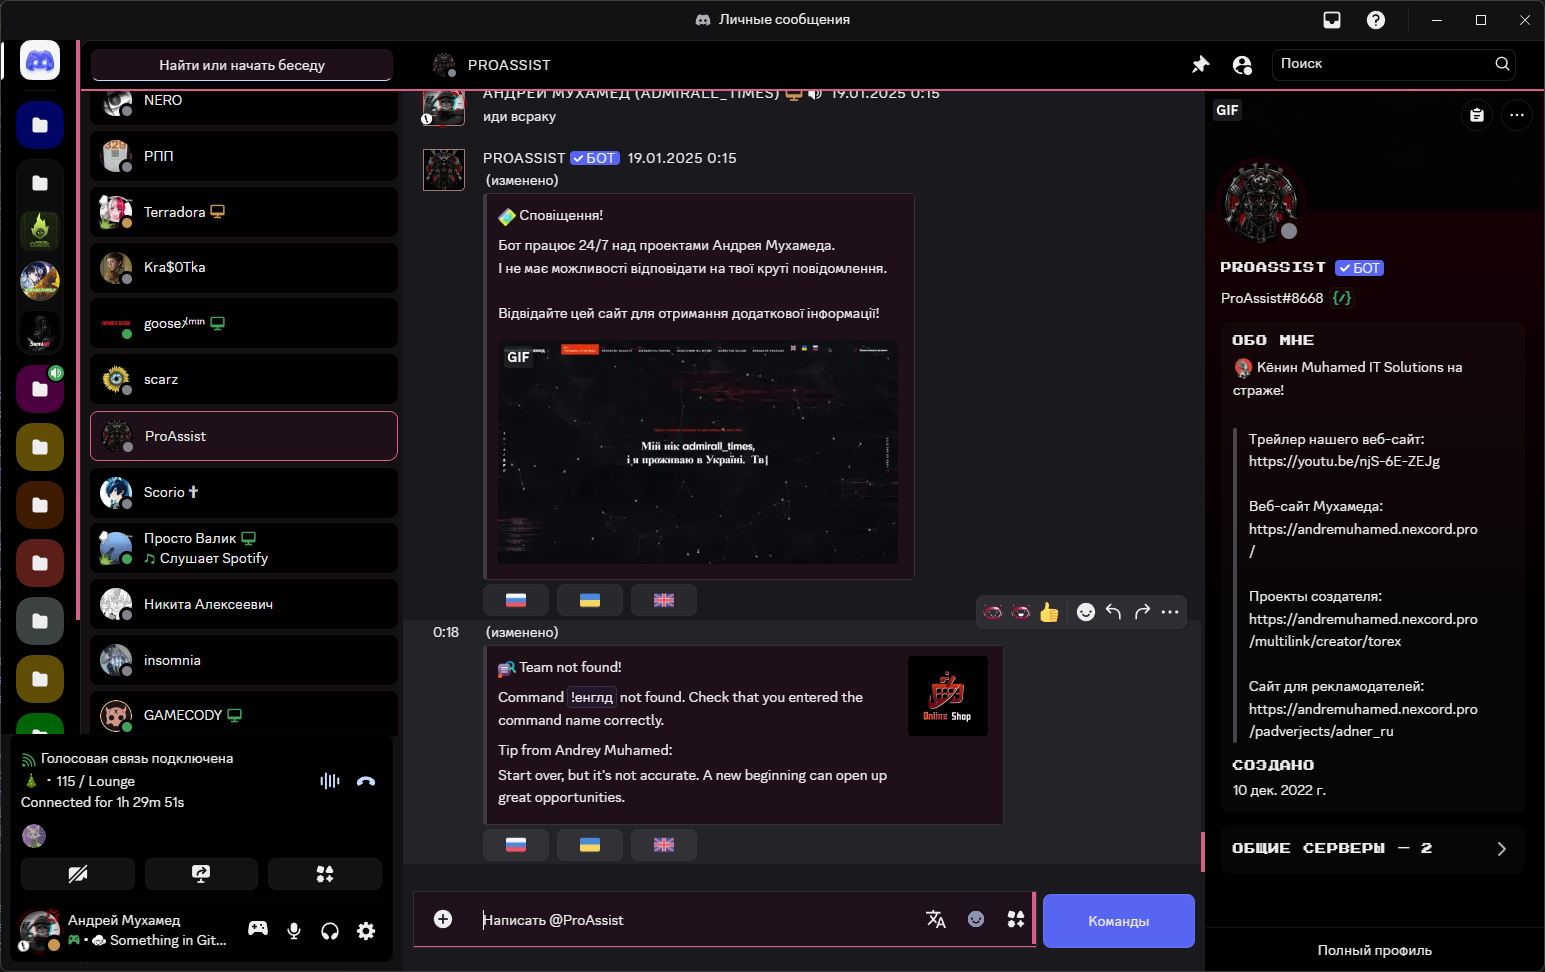 Личные сообщения
Найти или начать беседу
PROASSIST
Поиск
NERO
РПП
Terradora
Kra$0Tka
goose
scarz
ProAssist
Scorio✝
Просто Валик
Слушает Spotify
Никита Алексеевич
insomnia
GAMECODY
Голосовая связь подключена
• 115 / Lounge
Connected for 1h 29m 51s
Андрей Мухамед
• Something in Git...
АНДРЕЙ МУХАМЕД (ADMIRALL_TIMES) 19.01.2025 0:15
иди всраку
PROASSIST БОТ 19.01.2025 0:15
(изменено)
Сповіщення!
Бот працює 24/7 над проектами Андрея Мухамеда.
І не має можливості відповідати на твої круті повідомлення.
Відвідайте цей сайт для отримання додаткової інформації!
GIF
Мій нік admirall_times,
і я проживаю в Україні. Тв|
0:18 (изменено)
Team not found!
Command !енглд not found. Check that you entered the
command name correctly.
Tip from Andrey Muhamed:
Start over, but it's not accurate. A new beginning can open up
great opportunities.
Online Shop
Написать @ProAssist
Команды
GIF
PROASSIST БОТ
ProAssist#8668 {/}
ОБО МНЕ
Кёнин Muhamed IT Solutions на
страже!
Трейлер нашего веб-сайт:
https://youtu.be/njS-6E-ZEJg
Веб-сайт Мухамеда:
https://andremuhamed.nexcord.pro
/
Проекты создателя:
https://andremuhamed.nexcord.pro
/multilink/creator/torex
Сайт для рекламодателей:
https://andremuhamed.nexcord.pro
/padverjects/adner_ru
СОЗДАНО
10 дек. 2022 г.
ОБЩИЕ СЕРВЕРЫ — 2
Полный профиль